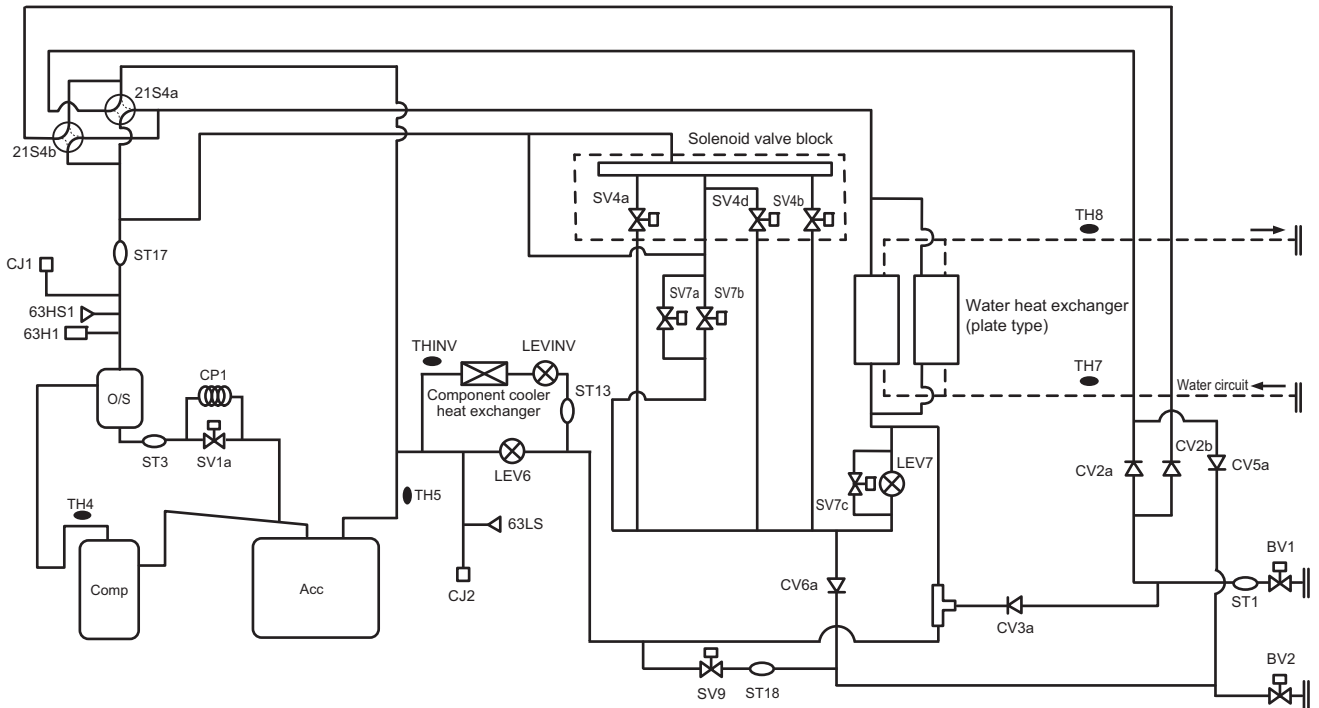 21S4a
21S4b
Solenoid valve block
SV4a
SV4d
SV4b
TH8
ST17
CJ1
63HS1
63H1
SV7a
SV7b
Water heat exchanger
(plate type)
THINV
LEVINV
TH7
Water circuit
CP1
O/S
Component cooler
heat exchanger
ST13
ST3
SV1a
LEV6
LEV7
SV7c
CV2a
CV2b
CV5a
TH4
TH5
63LS
Comp
Acc
CJ2
CV6a
CV3a
BV1
ST1
SV9
ST18
BV2